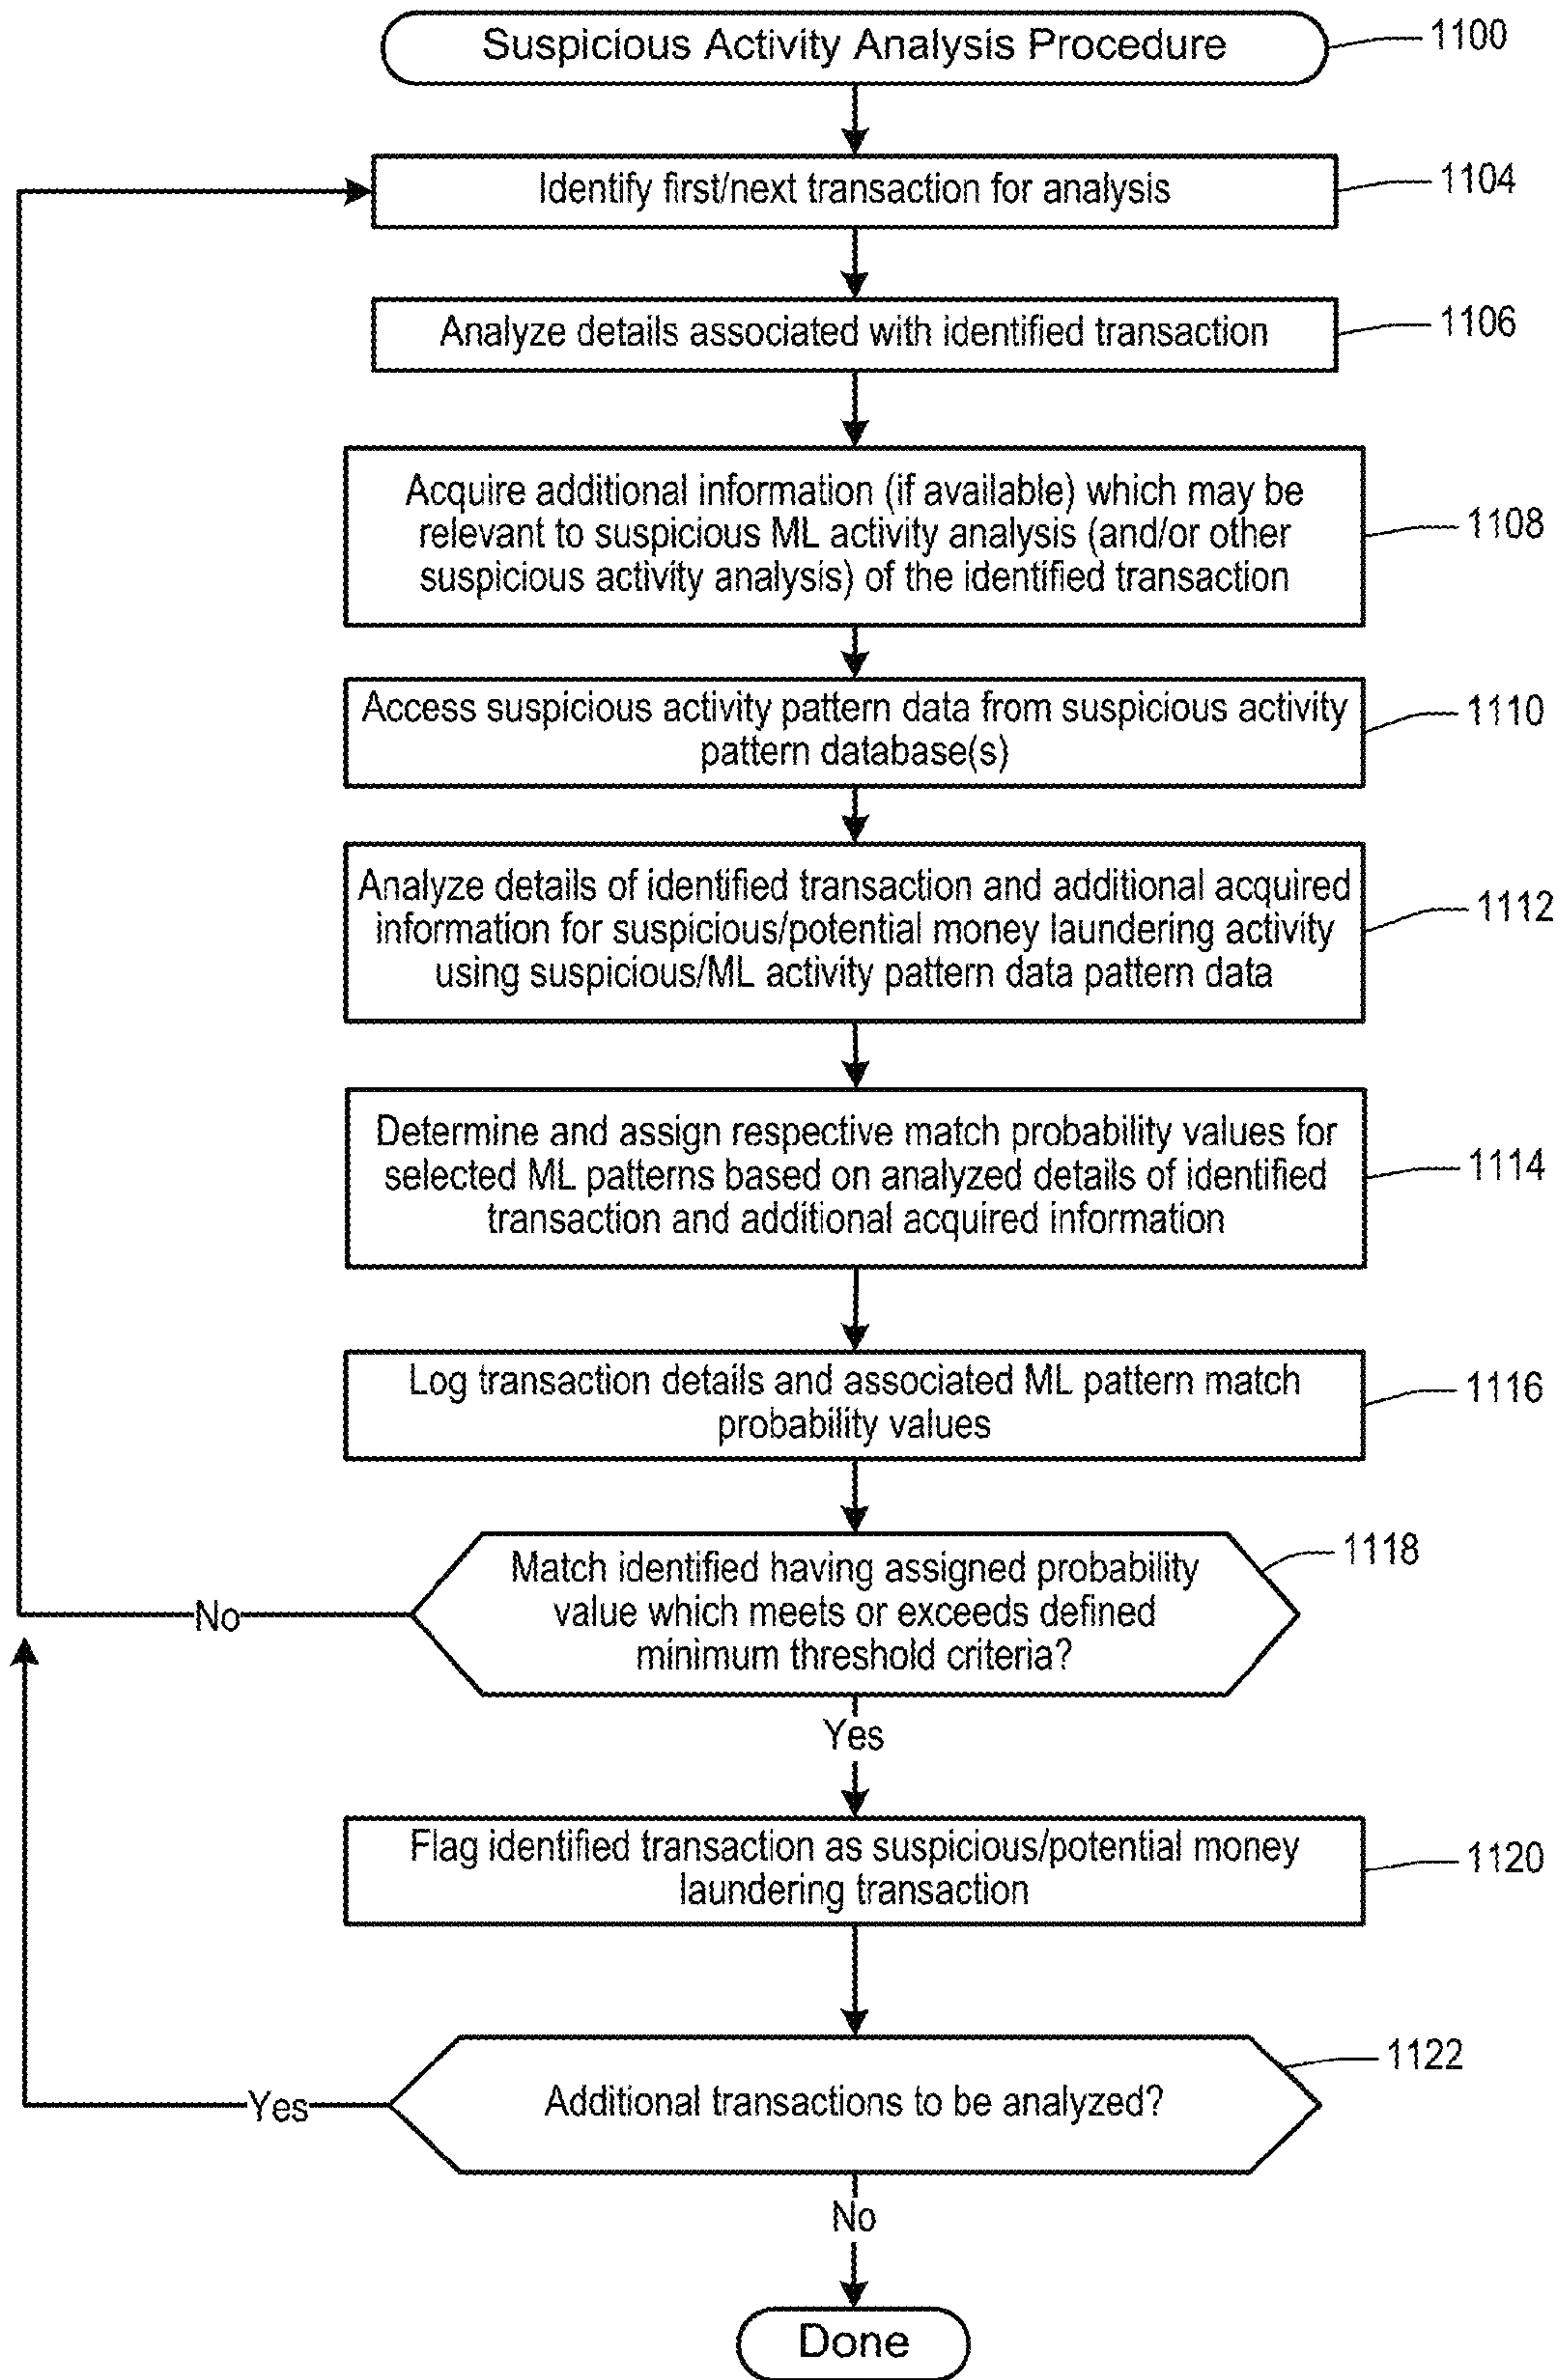 Suspicious Activity Analysis Procedure
1100
Identify first/next transaction for analysis
1104
Analyze details associated with identified transaction
1106
Acquire additional information (if available) which may be
relevant to suspicious ML activity analysis (and/or other
suspicious activity analysis) of the identified transaction
1108
Access suspicious activity pattern data from suspicious activity
pattern database(s)
1110
Analyze details of identified transaction and additional acquired
information for suspicious/potential money laundering activity
using suspicious/ML activity pattern data pattern data
1112
Determine and assign respective match probability values for
selected ML patterns based on analyzed details of identified
transaction and additional acquired information
1114
Log transaction details and associated ML pattern match
probability values
1116
Match identified having assigned probability
value which meets or exceeds defined
minimum threshold criteria?
1118
No
Yes
Flag identified transaction as suspicious/potential money
laundering transaction
1120
Additional transactions to be analyzed?
1122
Yes
No
Done